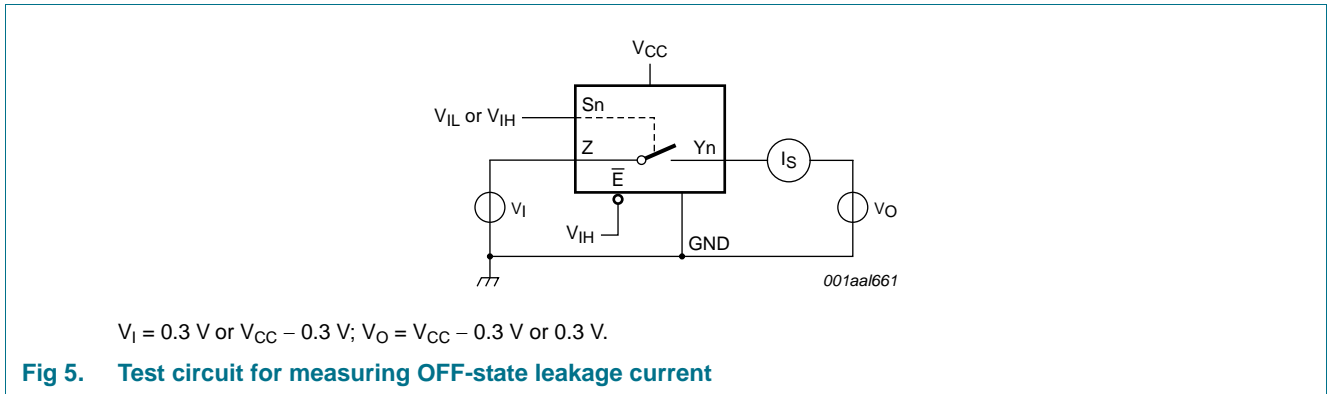 VCC
Sn
VIL or VIH
Z
Yn
IS
E
VI
VO
VIH
GND
001aal661
VI = 0.3 V or VCC − 0.3 V; VO = VCC − 0.3 V or 0.3 V.
Fig 5. Test circuit for measuring OFF-state leakage current